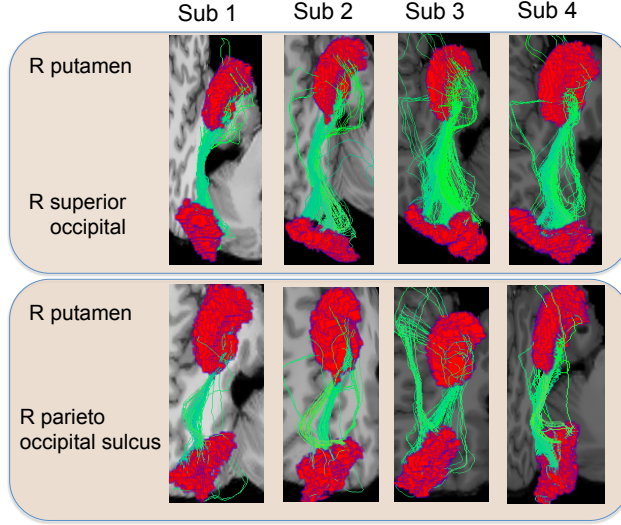 Sub 1 Sub 2 Sub 3 Sub 4
R putamen
R superior
occipital
R putamen
R parieto
occipital sulcus